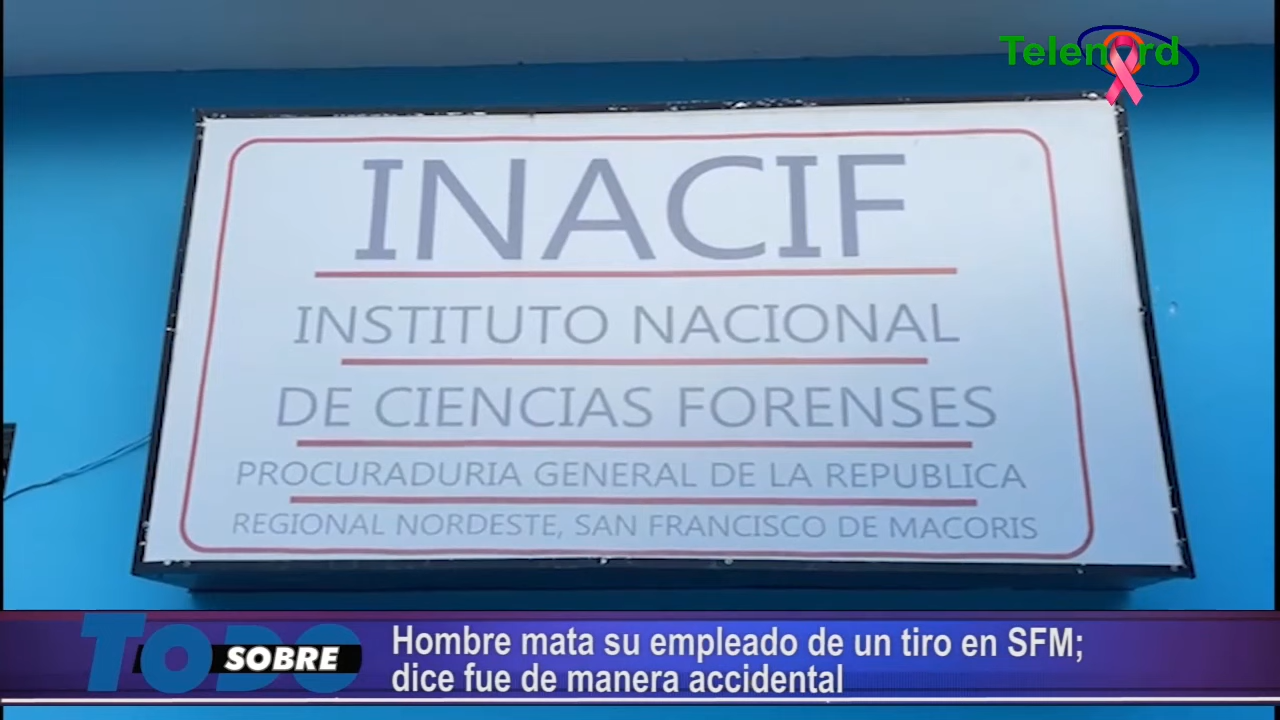 Telenord
INACIF
INSTITUTO NACIONAL
DE CIENCIAS FORENSES
PROCURADURIA GENERAL DE LA REPUBLICA
REGIONAL NORDESTE, SAN FRANCISCO DE MACORIS
TODO
SOBRE
Hombre mata su empleado de un tiro en SFM;
dice fue de manera accidental